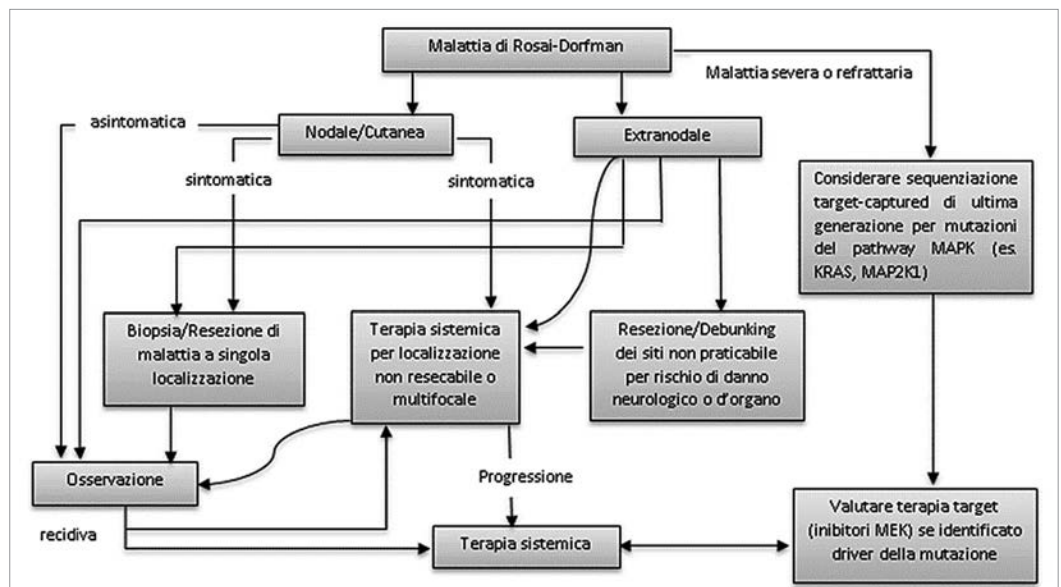 Malattia di Rosai-Dorfman
Malattia severa o refrattaria
asintomatica
Nodale/Cutanea
Extranodale
sintomatica
sintomatica
Considerare sequenziazione
target-captured di ultima
generazione per mutazioni
del pathway MAPK (es.
KRAS, MAP2K1)
Biopsia/Resezione di
malattia a singola
localizzazione
Terapia sistemica
per localizzazione
non resecabile o
multifocale
Resezione/Debunking
dei siti non praticabile
per rischio di danno
neurologico o d'organo
Osservazione
Progressione
recidiva
Terapia sistemica
Valutare terapia target
(inibitori MEK) se identificato
driver della mutazione